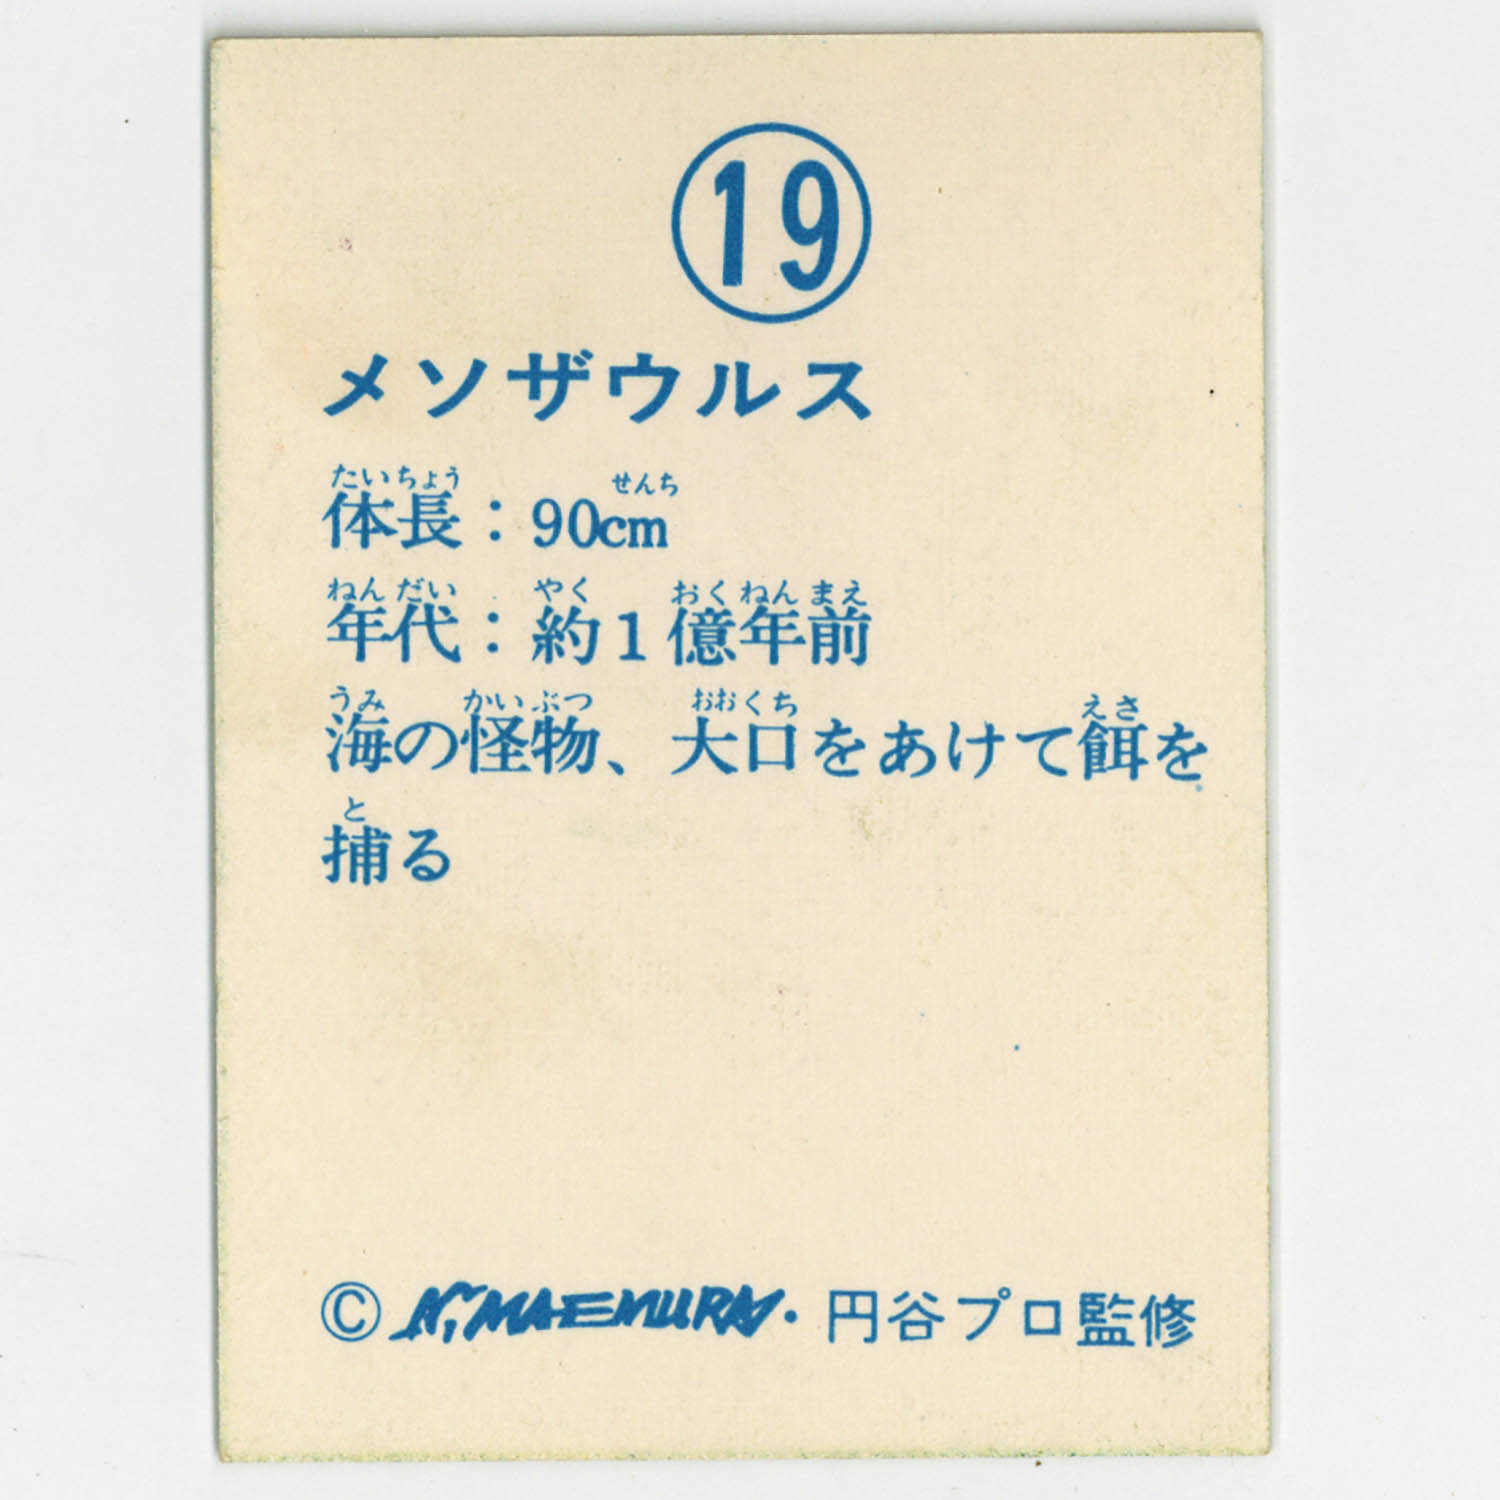 19
メソザウルス
たいちょう せんち
体長：90cm
ねんだい やく おくねんまえ
年代：約1億年前
うみ かいぶつ おおくち えさ
海の怪物、大口をあけて餌を
と
捕る
© N,MAEMURA・円谷プロ監修